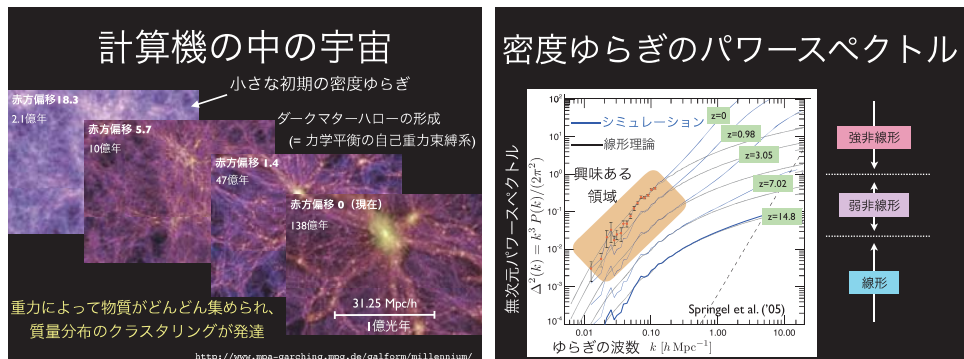 計算機の中の宇宙
小さな初期の密度ゆらぎ
赤方偏移18.3
2.1億年
ダークマターハローの形成
(= 力学平衡の自己重力束縛系)
赤方偏移 5.7
10億年
赤方偏移 1.4
47億年
赤方偏移 0（現在）
138億年
重力によって物質がどんどん集められ、
質量分布のクラスタリングが発達
31.25 Mpc/h
1億光年
http://www.mpa-garching.mpg.de/galform/millennium/
密度ゆらぎのパワースペクトル
無次元パワースペクトル
Δ²(k) = k³ P(k)/(2π²)
10²
10¹
10⁰
10⁻¹
10⁻²
10⁻³
10⁻⁴
シミュレーション
線形理論
興味ある
領域
z=0
z=0.98
z=3.05
z=7.02
z=14.8
Springel et al. ('05)
0.01
0.10
1.00
10.00
ゆらぎの波数 k [h Mpc⁻¹]
強非線形
弱非線形
線形